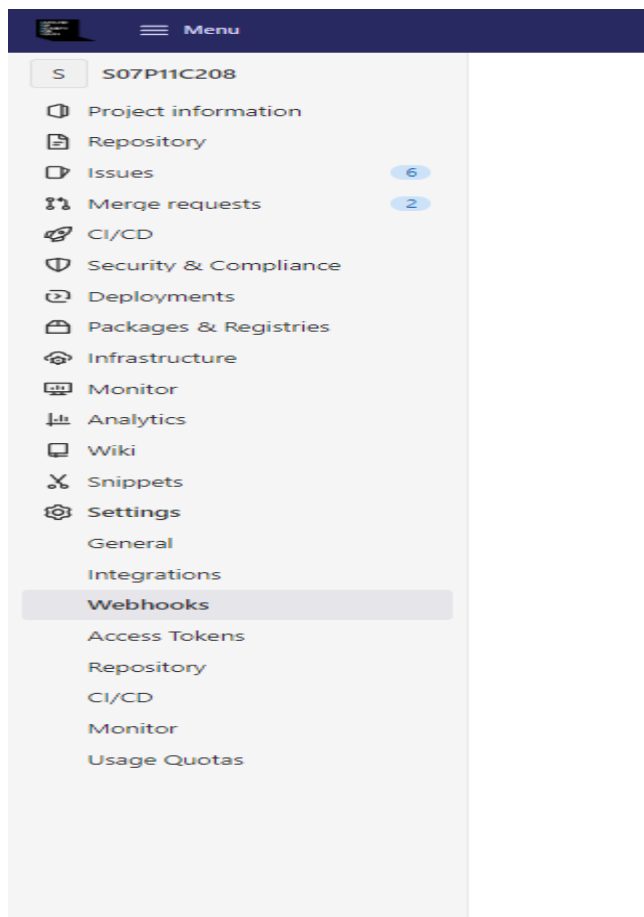 Menu
S S07P11C208
Project information
Repository
Issues 6
Merge requests 2
CI/CD
Security & Compliance
Deployments
Packages & Registries
Infrastructure
Monitor
Analytics
Wiki
Snippets
Settings
General
Integrations
Webhooks
Access Tokens
Repository
CI/CD
Monitor
Usage Quotas